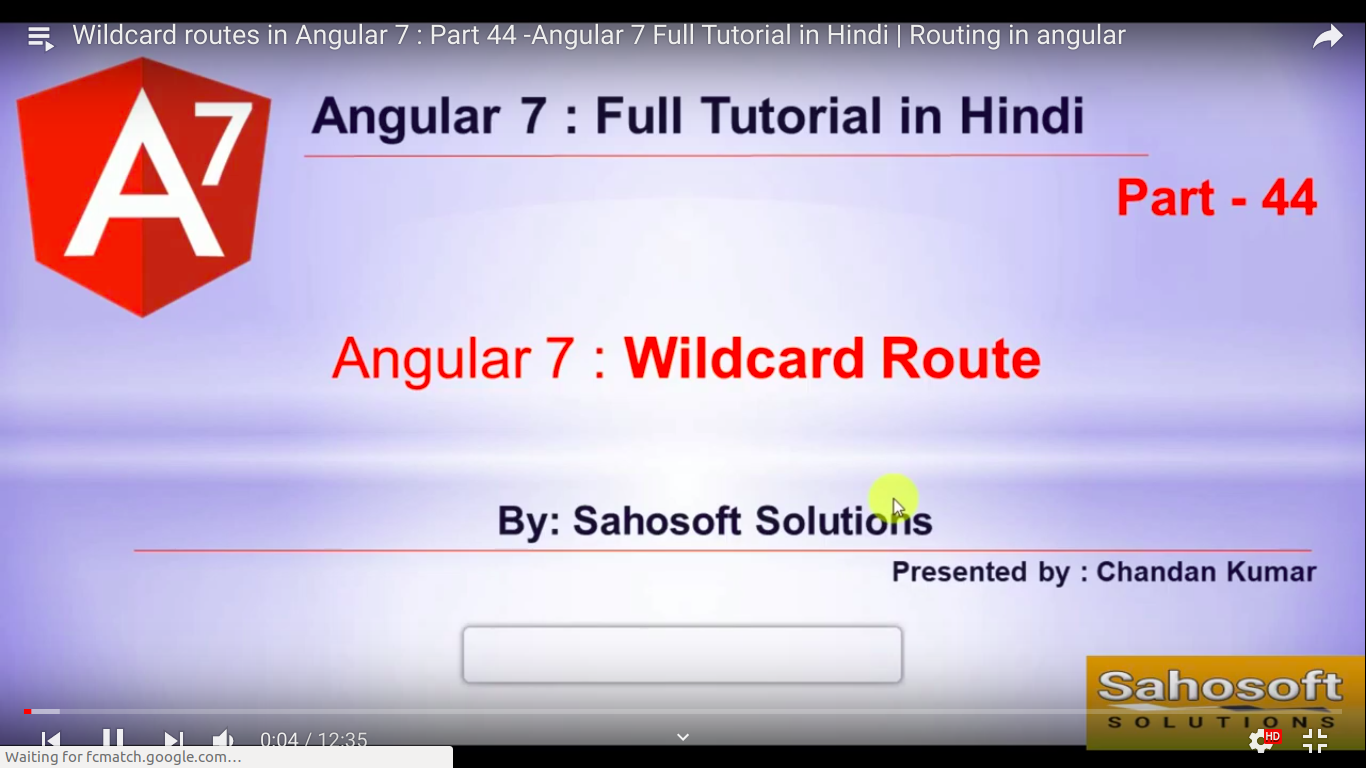 Wildcard routes in Angular 7 : Part 44 -Angular 7 Full Tutorial in Hindi | Routing in angular
A7
Angular 7 : Full Tutorial in Hindi
Part - 44
Angular 7 : Wildcard Route
By: Sahosoft Solutions
Presented by : Chandan Kumar
Sahosoft
SOLUTIONS
0:04 / 12:35
HD
Waiting for fcmatch.google.com…